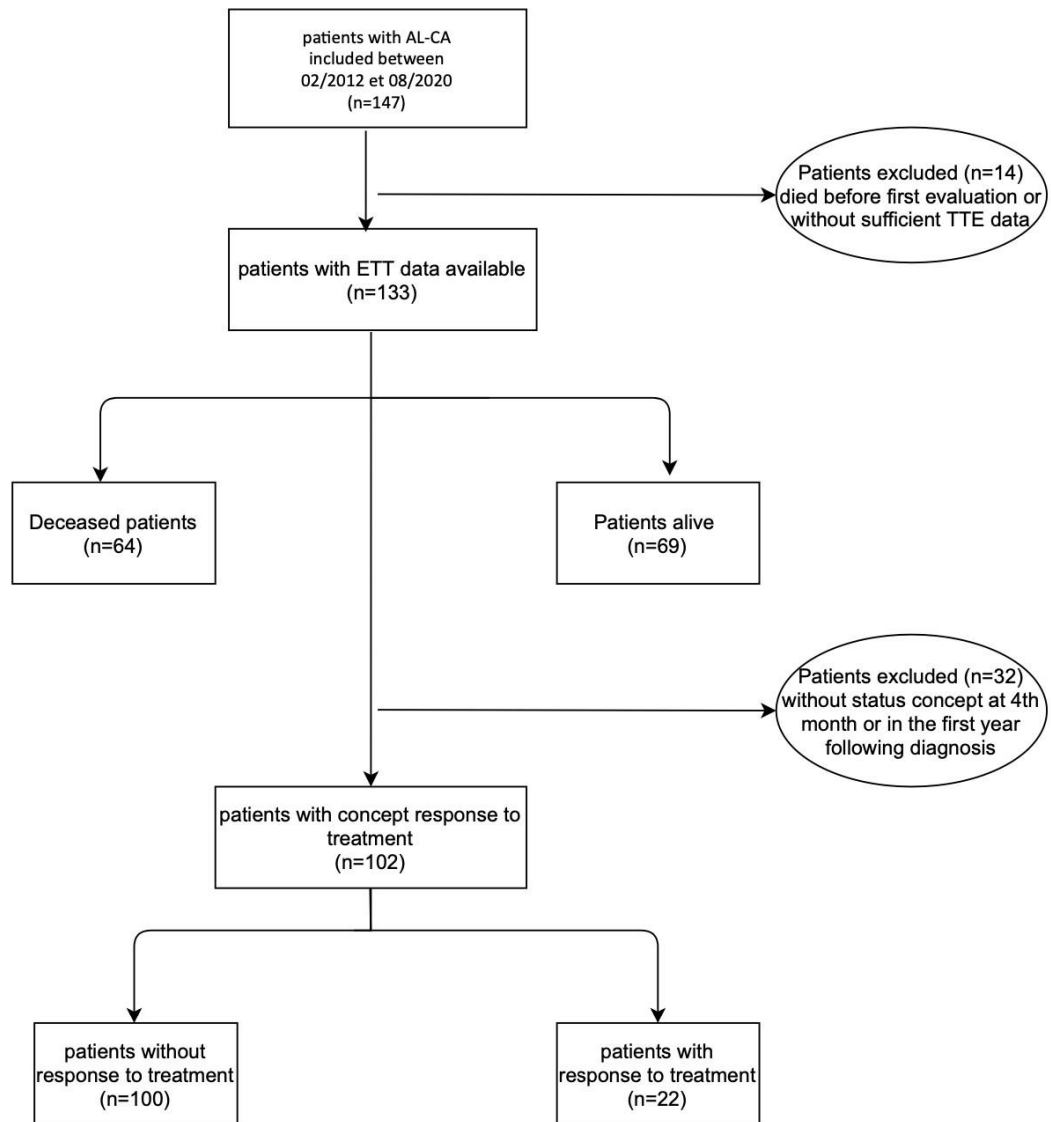 patients with AL-CA
included between
02/2012 et 08/2020
(n=147)
Patients excluded (n=14)
died before first evaluation or
without sufficient TTE data
patients with ETT data available
(n=133)
Deceased patients
(n=64)
Patients alive
(n=69)
Patients excluded (n=32)
without status concept at 4th
month or in the first year
following diagnosis
patients with concept response to
treatment
(n=102)
patients without
response to treatment
(n=100)
patients with
response to treatment
(n=22)